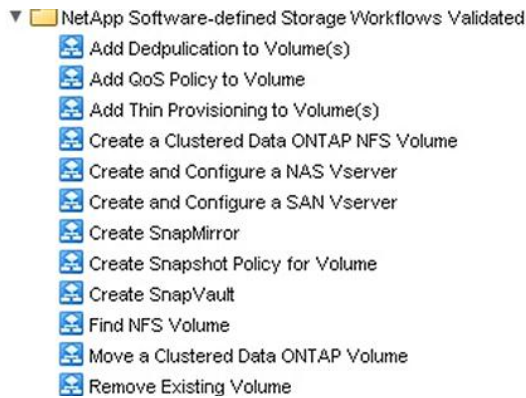 NetApp Software-defined Storage Workflows Validated
Add Dedpulication to Volume(s)
Add QoS Policy to Volume
Add Thin Provisioning to Volume(s)
Create a Clustered Data ONTAP NFS Volume
Create and Configure a NAS Vserver
Create and Configure a SAN Vserver
Create SnapMirror
Create Snapshot Policy for Volume
Create SnapVault
Find NFS Volume
Move a Clustered Data ONTAP Volume
Remove Existing Volume